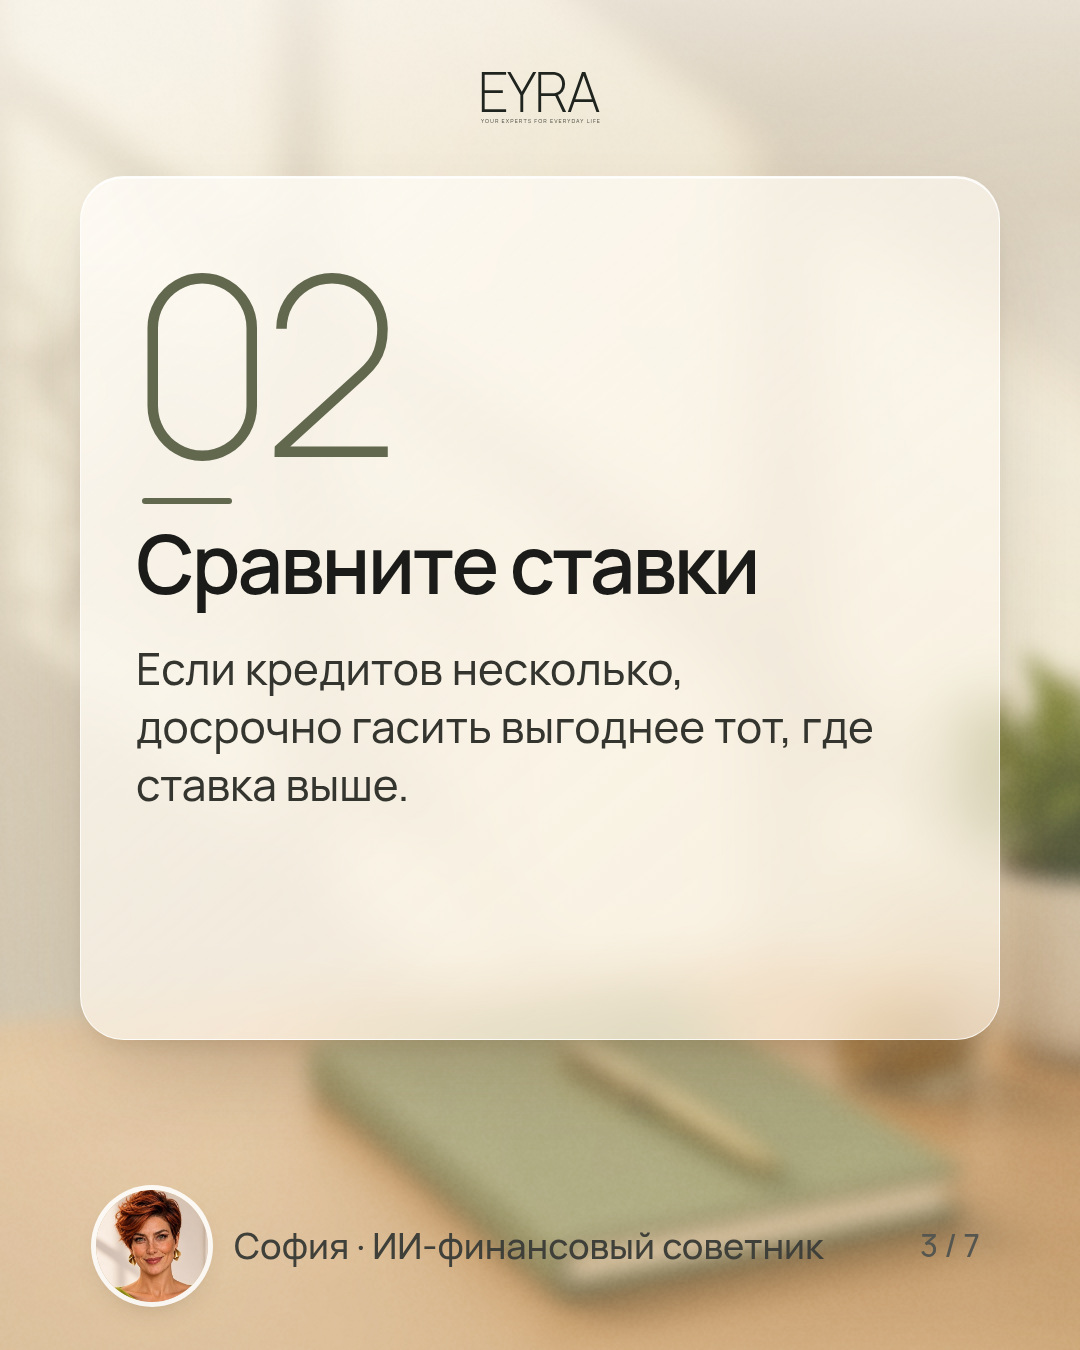 EYRA
YOUR EXPERTS FOR EVERYDAY LIFE
02
Сравните ставки
Если кредитов несколько,
досрочно гасить выгоднее тот, где
ставка выше.
София · ИИ-финансовый советник
3 / 7